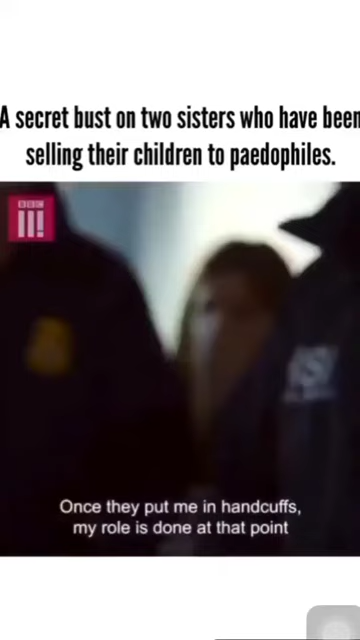 A secret bust on two sisters who have been
selling their children to paedophiles.
BBC
Once they put me in handcuffs,
my role is done at that point